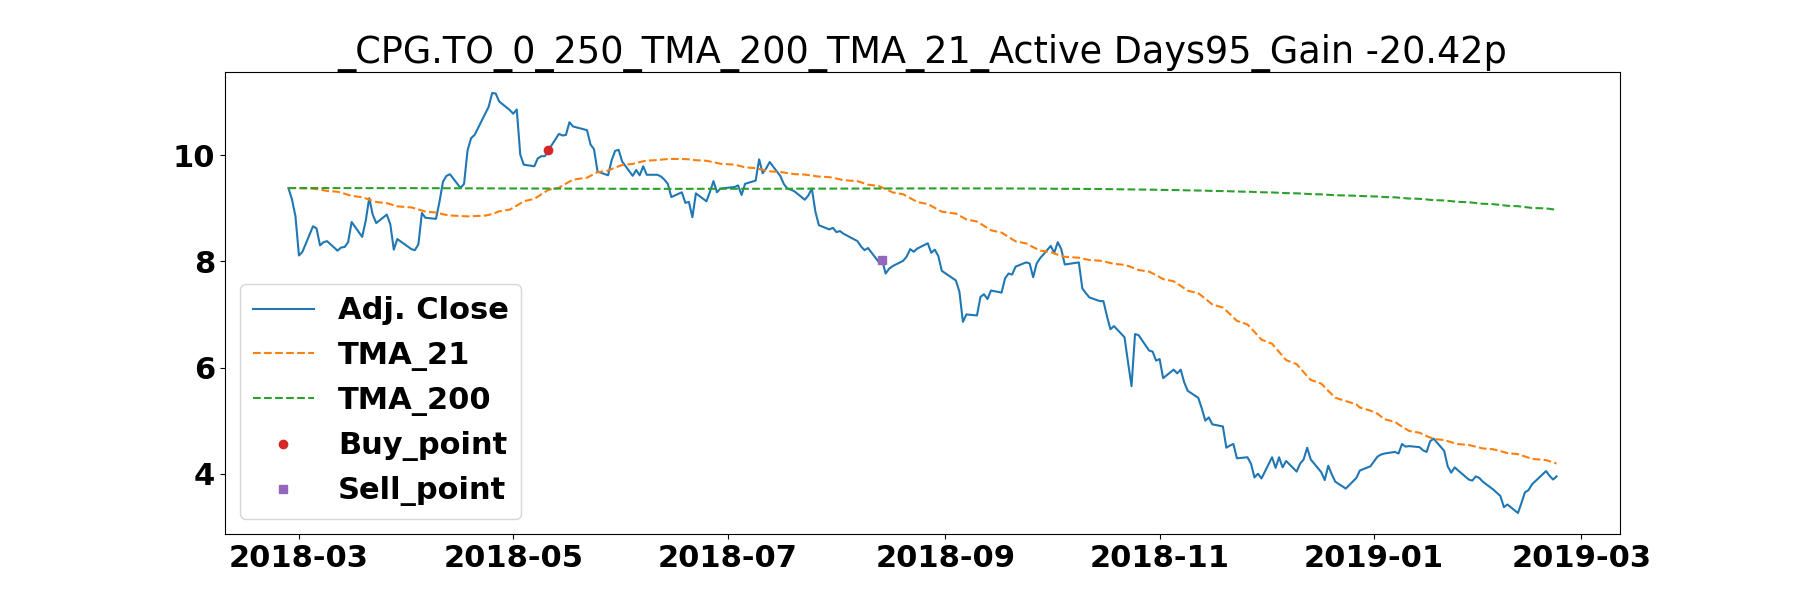 _CPG.TO_0_250_TMA_200_TMA_21_Active Days95_Gain -20.42p
10
8
6
4
Adj. Close
TMA_21
TMA_200
Buy_point
Sell_point
2018-03 2018-05 2018-07 2018-09 2018-11 2019-01 2019-03